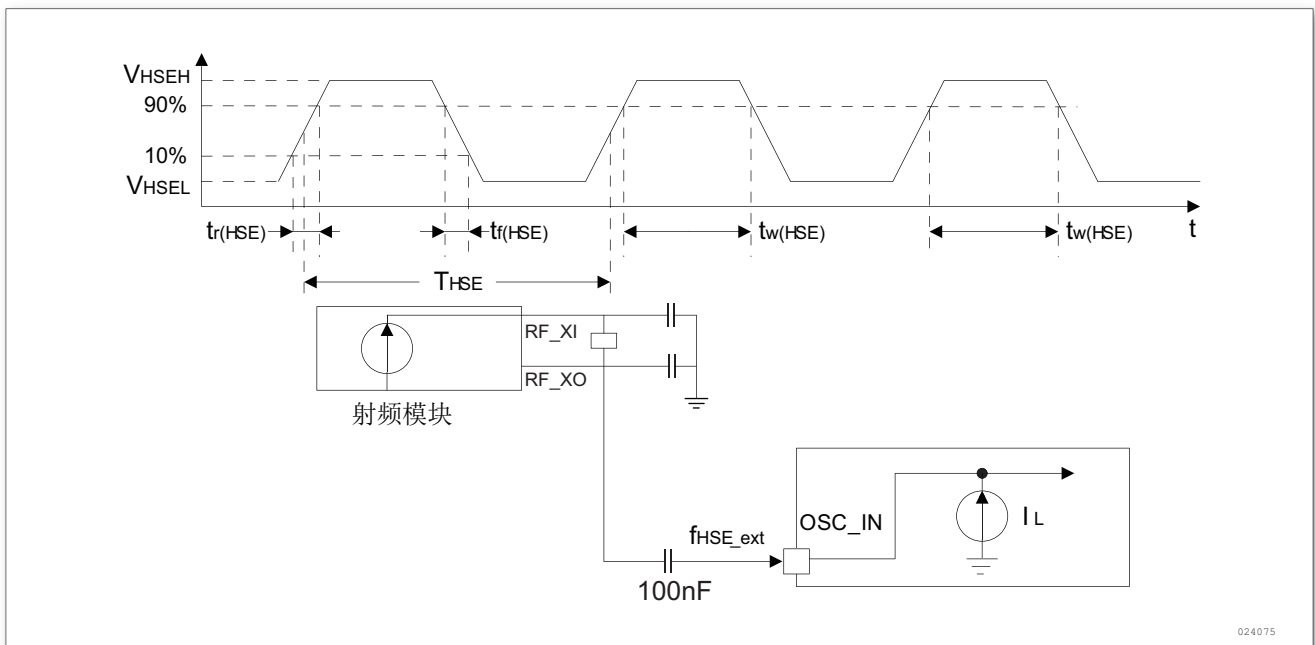 VHSEH
90%
10%
VHSEL
tr(HSE)
tf(HSE)
tw(HSE)
tw(HSE)
t
THSE
RF_XI
RF_XO
射频模块
OSC_IN
IL
fHSE_ext
100nF
024075